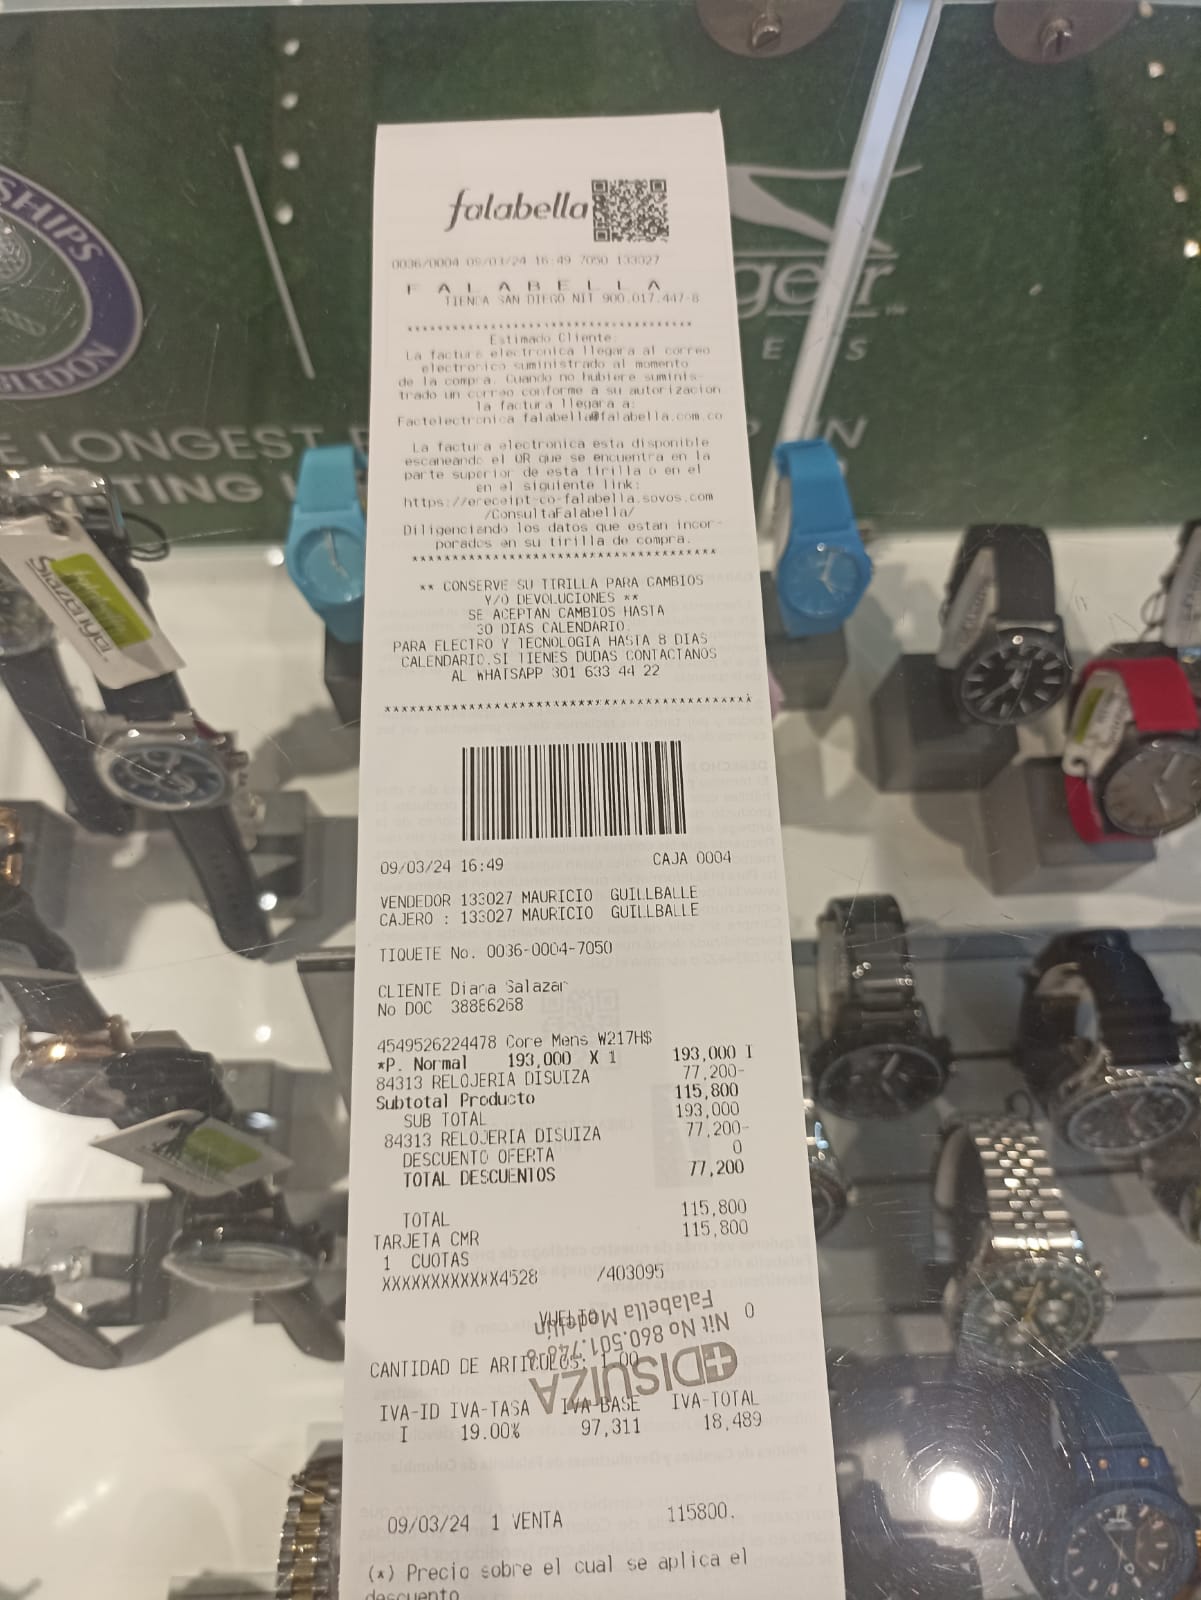 falabella
0036/0004 09/03/24 16:49 7050 133027
F A L A B E L L A
TIENDA SAN DIEGO NIT 900.017.447-8
******************************************
Estimado Cliente:
La factura electronica llegara al correo
electronico suministrado al momento
de la compra. Cuando no hubiere suminis-
trado un correo conforme a su autorizacion
la factura llegara a:
Factelectronica falabella@falabella.com.co
La factura electronica esta disponible
escaneando el QR que se encuentra en la
parte superior de esta tirilla o en el
en el siguiente link:
https://ereceipt-co-falabella.sovos.com
/ConsultaFalabella/
Diligenciando los datos que estan incor-
porados en su tirilla de compra.
******************************************
** CONSERVE SU TIRILLA PARA CAMBIOS
Y/O DEVOLUCIONES **
SE ACEPTAN CAMBIOS HASTA
30 DIAS CALENDARIO.
PARA ELECTRO Y TECNOLOGIA HASTA 8 DIAS
CALENDARIO.SI TIENES DUDAS CONTACTANOS
AL WHATSAPP 301 633 44 22
******************************************
09/03/24 16:49 CAJA 0004
VENDEDOR 133027 MAURICIO GUILLBALLE
CAJERO : 133027 MAURICIO GUILLBALLE
TIQUETE No. 0036-0004-7050
CLIENTE Diana Salazar
No DOC 38886268
4549526224478 Core Mens W217H$
*P. Normal 193,000 X 1 193,000 I
84313 RELOJERIA DISUIZA 77,200-
Subtotal Producto 115,800
SUB TOTAL 193,000
84313 RELOJERIA DISUIZA 77,200-
DESCUENTO OFERTA 0
TOTAL DESCUENTOS 77,200
TOTAL 115,800
TARJETA CMR 115,800
1 CUOTAS
XXXXXXXXXXXX4528 /403095
VUELTO 0
CANTIDAD DE ARTICULOS: 1.00
DISUIZA
Nit No 860.501.748-8
Falabella Medellin
IVA-ID IVA-TASA IVA-BASE IVA-TOTAL
I 19.00% 97,311 18,489
09/03/24 1 VENTA 115800.
(*) Precio sobre el cual se aplica el
descuento
SHIPS
LEDON
E LONGEST
TING
Slazenger